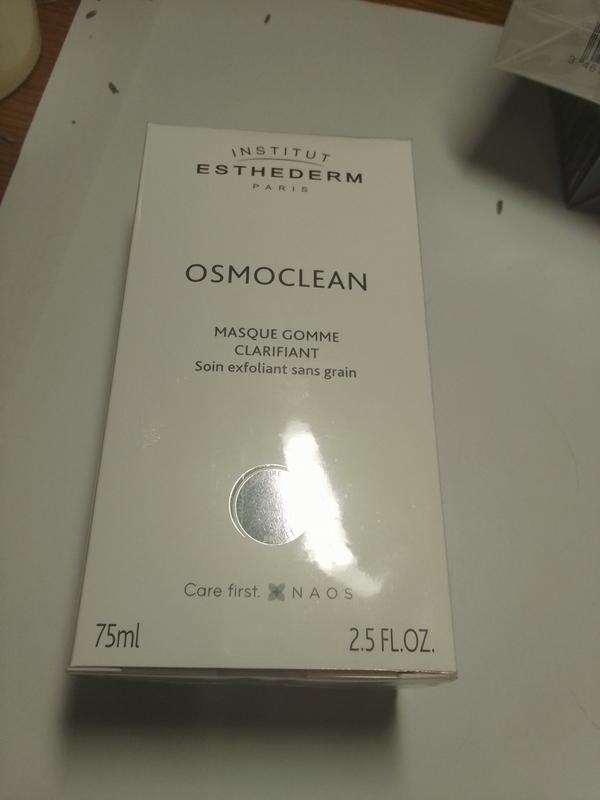 INSTITUT
ESTHEDERM
PARIS
OSMOCLEAN
MASQUE GOMME
CLARIFIANT
Soin exfoliant sans grain
Care first. NAOS
75ml 2.5 FL.OZ.